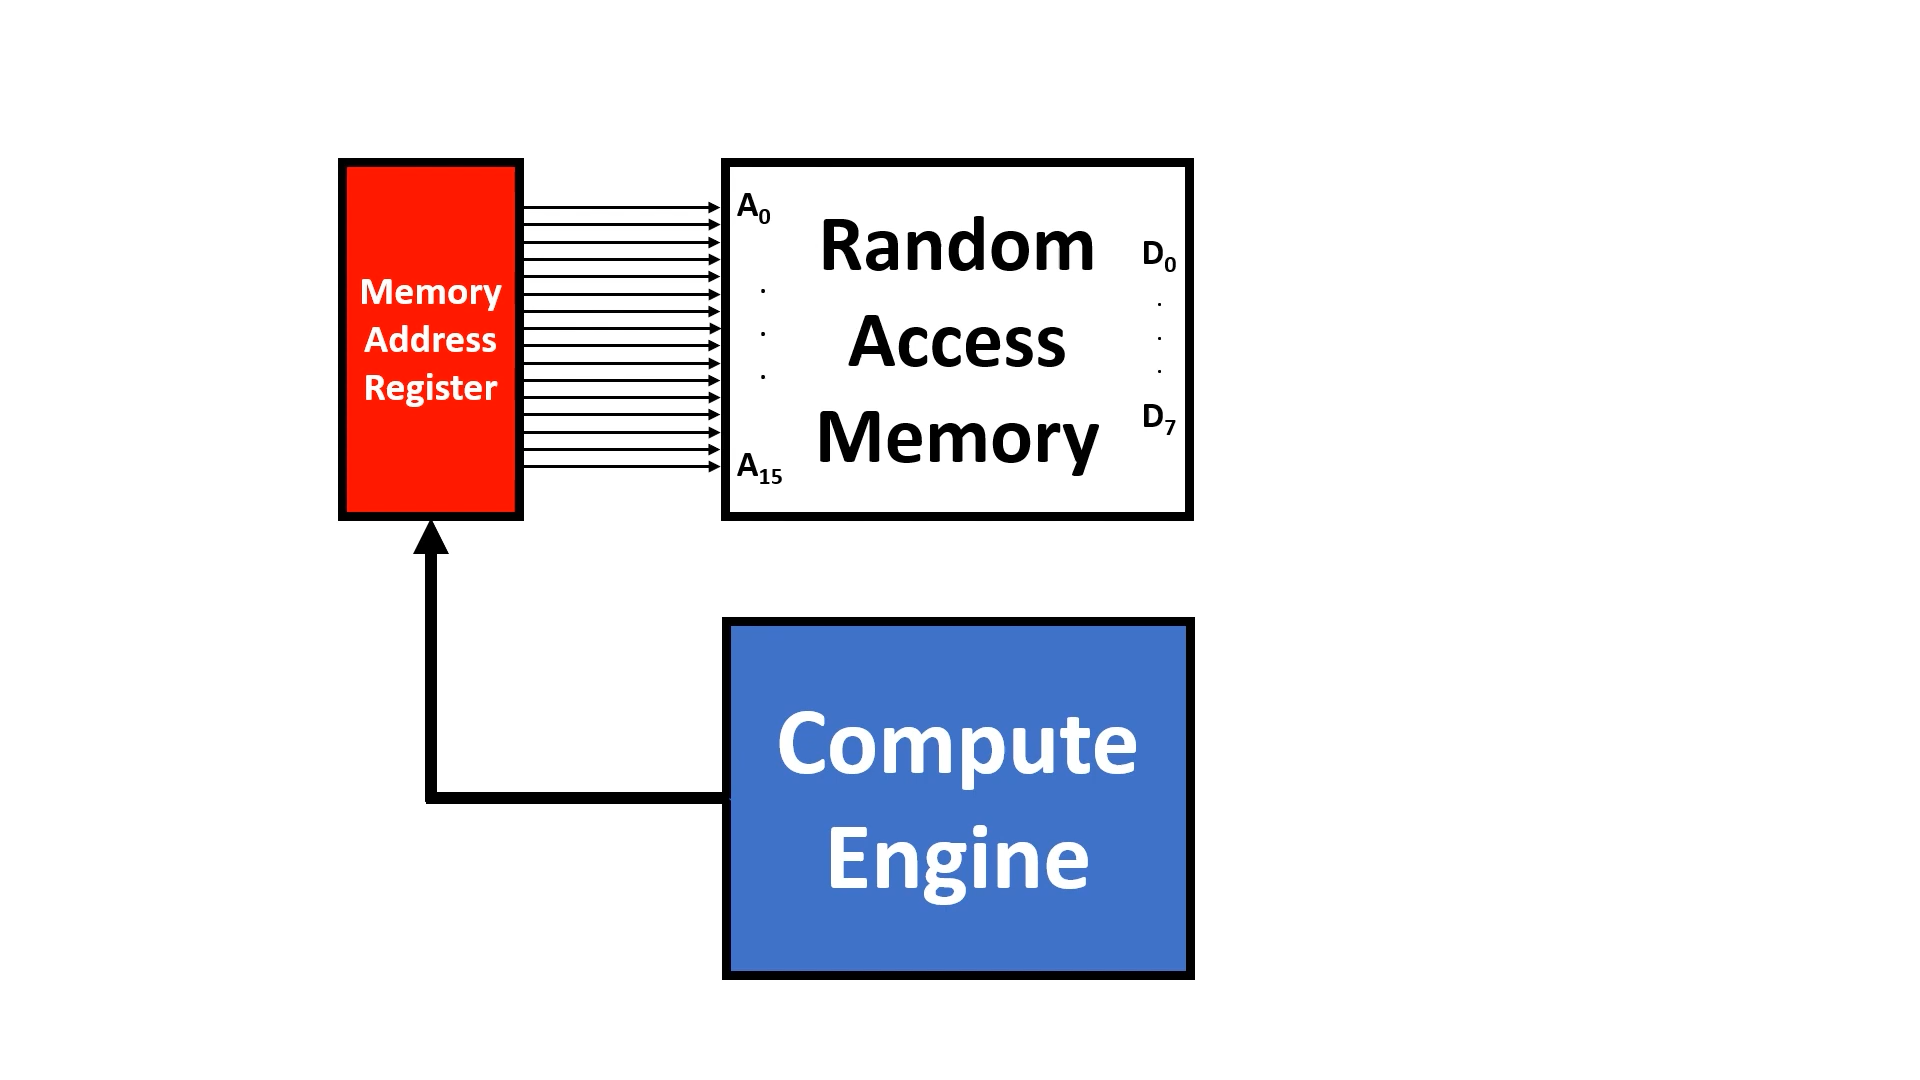 Memory
Address
Register
A0
.
.
.
A15
Random
Access
Memory
D0
.
.
.
D7
Compute
Engine